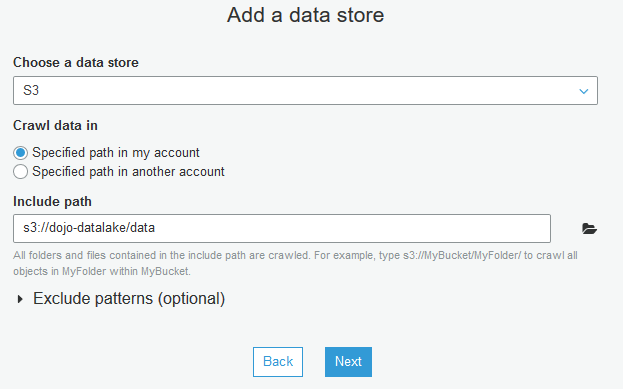 Add a data store
Choose a data store
S3
Crawl data in
Specified path in my account
Specified path in another account
Include path
s3://dojo-datalake/data
All folders and files contained in the include path are crawled. For example, type s3://MyBucket/MyFolder/ to crawl all
objects in MyFolder within MyBucket.
Exclude patterns (optional)
Back Next